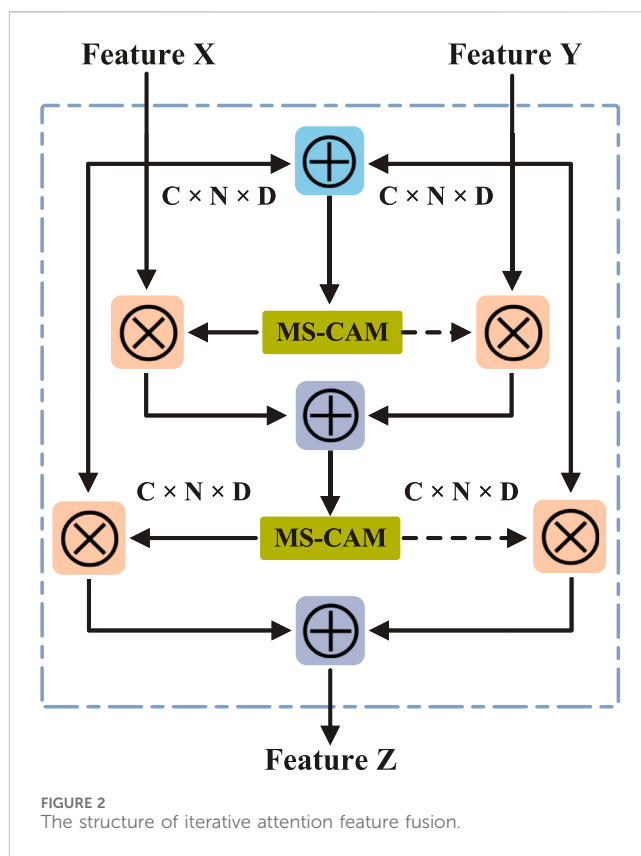 Feature X Feature Y
C × N × D C × N × D
MS-CAM
C × N × D C × N × D
MS-CAM
Feature Z
FIGURE 2
The structure of iterative attention feature fusion.